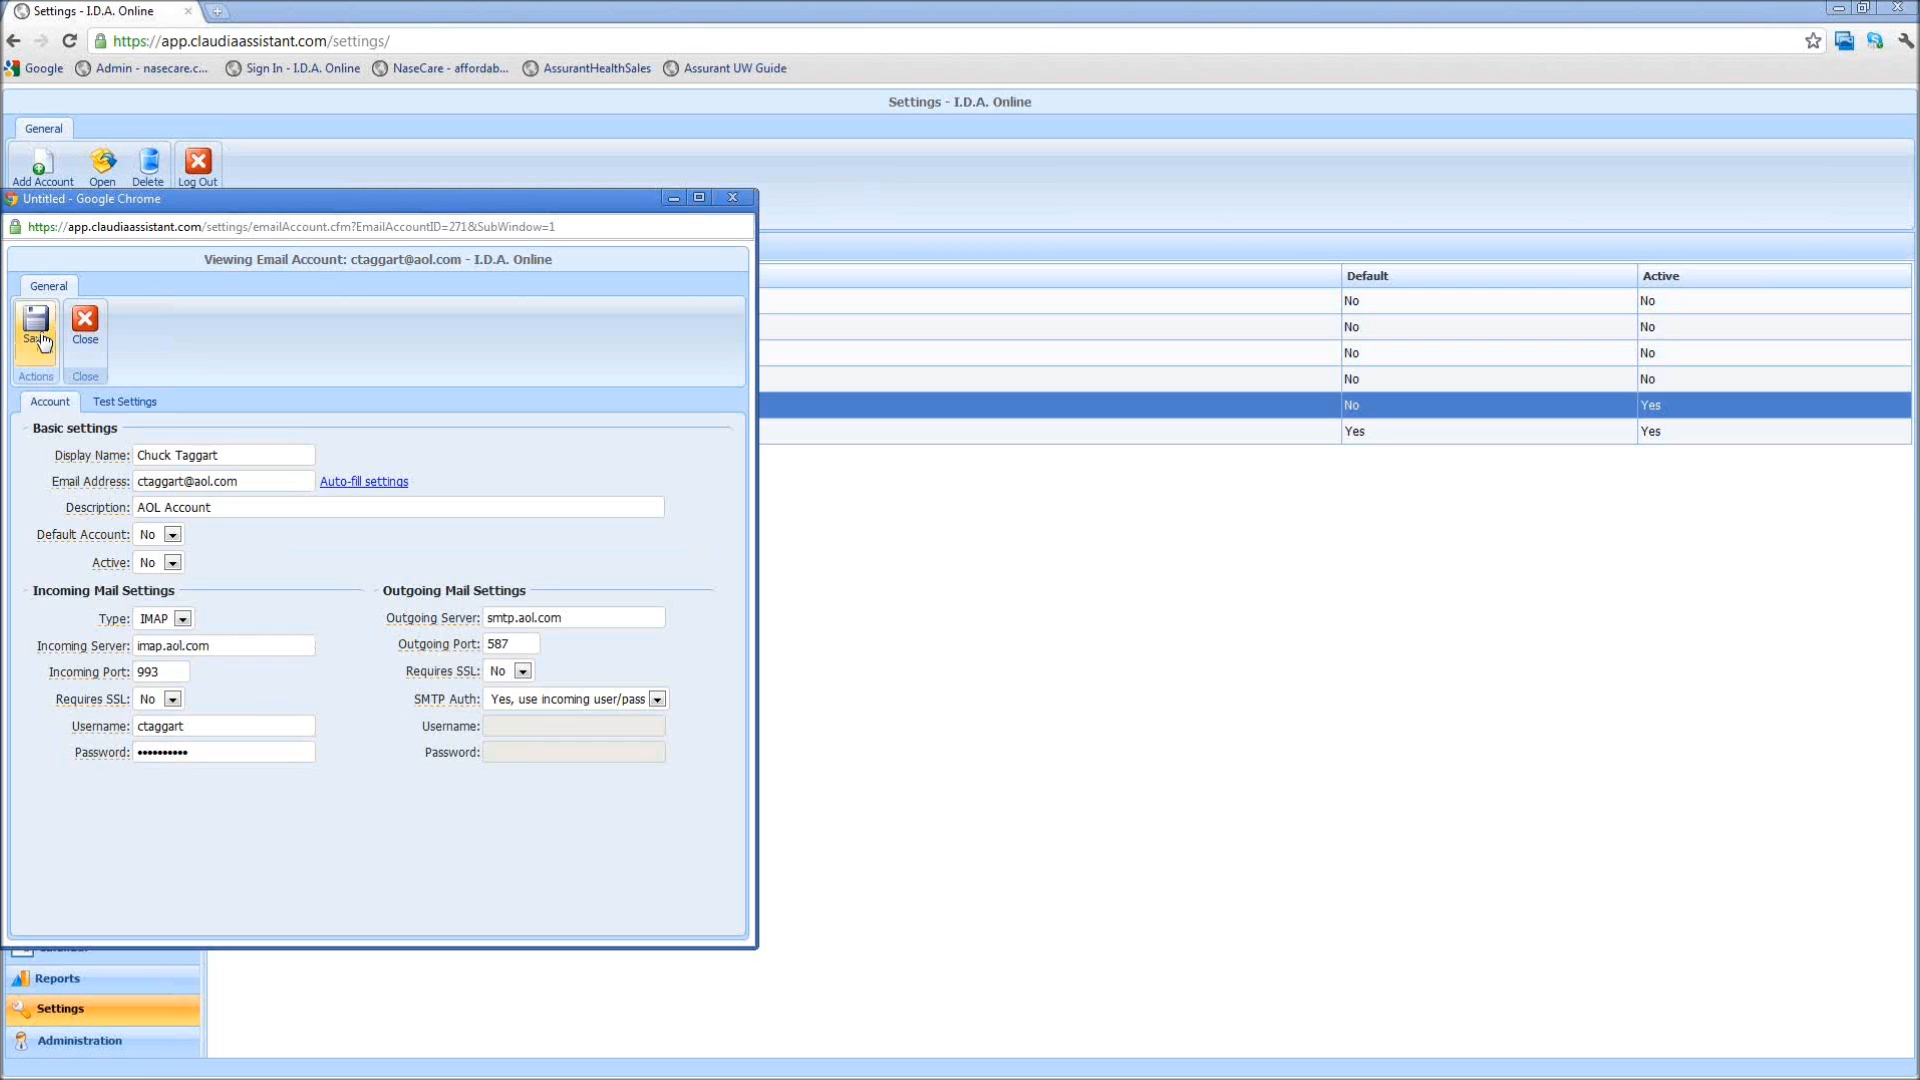 Settings - I.D.A. Online
https://app.claudiaassistant.com/settings/
Google Admin - nasecare.c... Sign In - I.D.A. Online NaseCare - affordab... AssurantHealthSales Assurant UW Guide
Settings - I.D.A. Online
General
Add Account Open Delete Log Out
Untitled - Google Chrome
https://app.claudiaassistant.com/settings/emailAccount.cfm?EmailAccountID=271&SubWindow=1
Viewing Email Account: ctaggart@aol.com - I.D.A. Online
General
Close
Actions Close
Account Test Settings
Basic settings
Display Name: Chuck Taggart
Email Address: ctaggart@aol.com Auto-fill settings
Description: AOL Account
Default Account: No
Active: No
Incoming Mail Settings
Type: IMAP
Incoming Server: imap.aol.com
Incoming Port: 993
Requires SSL: No
Username: ctaggart
Password: ••••••••••
Outgoing Mail Settings
Outgoing Server: smtp.aol.com
Outgoing Port: 587
Requires SSL: No
SMTP Auth: Yes, use incoming user/pass
Username:
Password:
Default Active
No No
No No
No No
No No
No Yes
Yes Yes
Reports
Settings
Administration